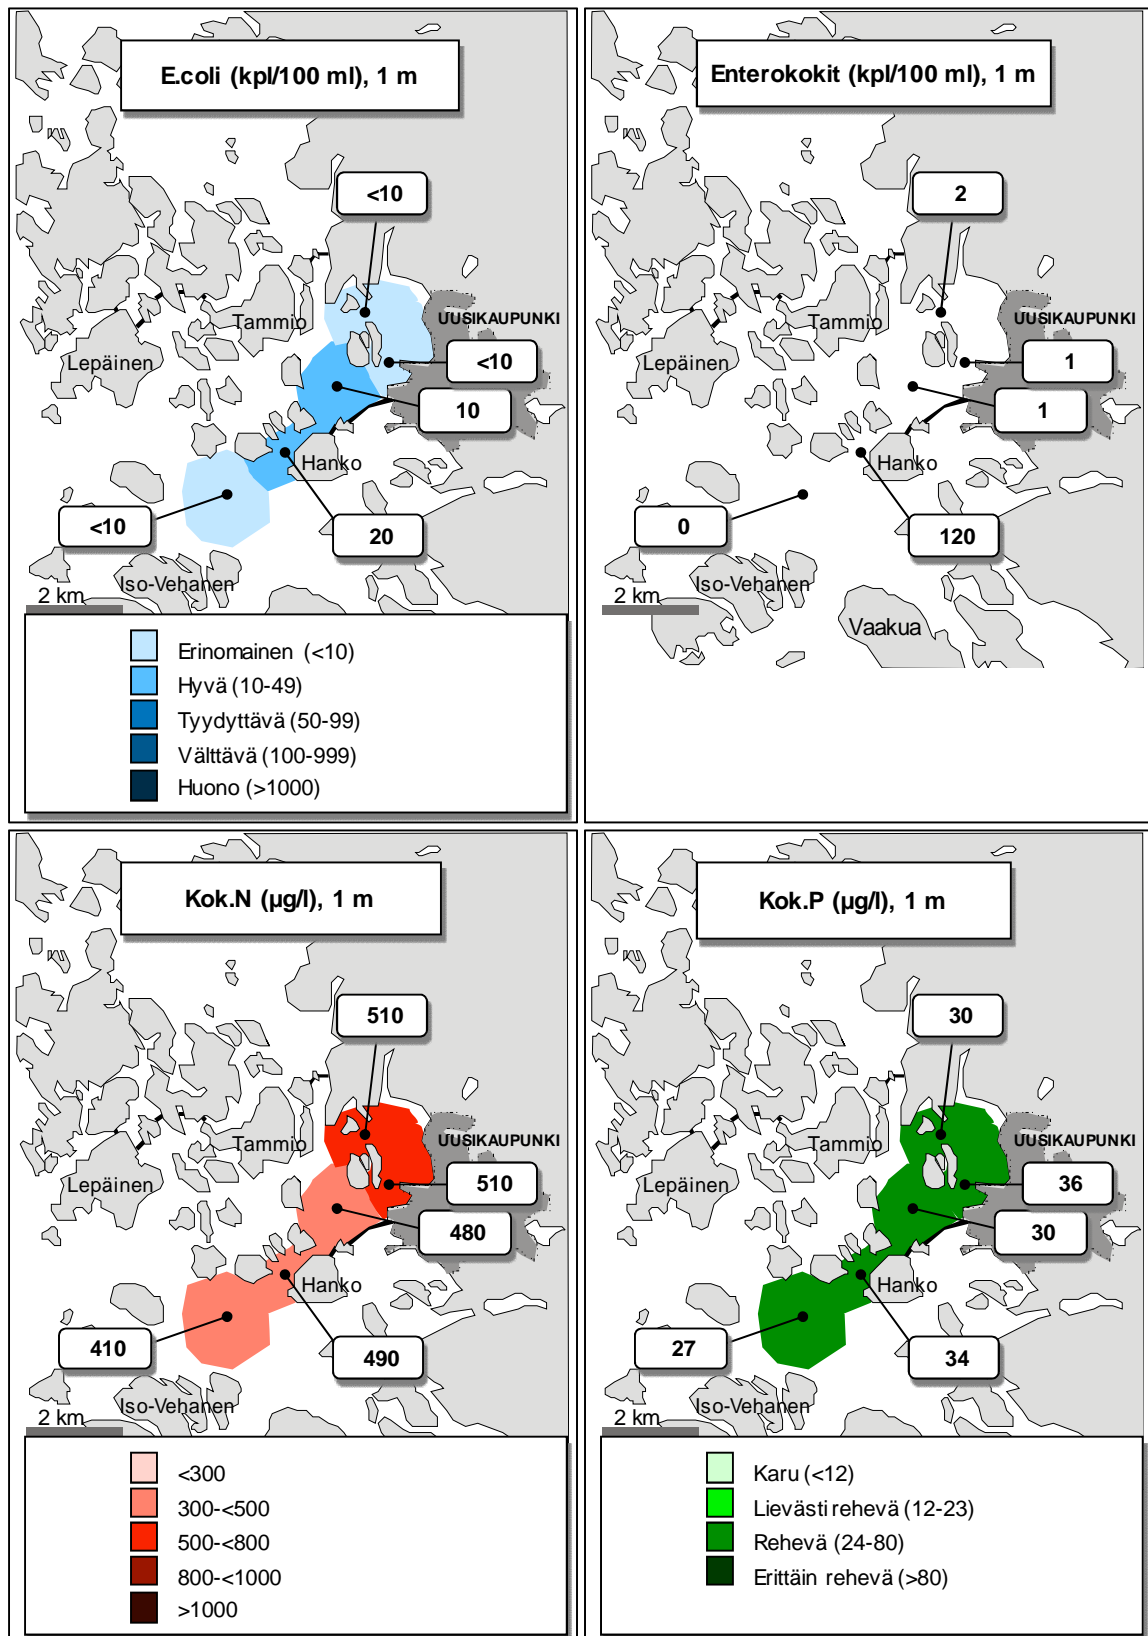 E.coli (kpl/100 ml), 1 m
<10
Tammio
UUSIKAUPUNKI
Lepäinen
<10
10
Hanko
<10
20
Iso-Vehanen
2 km
Erinomainen (<10)
Hyvä (10-49)
Tyydyttävä (50-99)
Välttävä (100-999)
Huono (>1000)
Enterokokit (kpl/100 ml), 1 m
2
Tammio
UUSIKAUPUNKI
Lepäinen
1
1
Hanko
0
120
Iso-Vehanen
2 km
Vaakua
Kok.N (µg/l), 1 m
510
Tammio
UUSIKAUPUNKI
Lepäinen
510
480
Hanko
410
490
Iso-Vehanen
2 km
<300
300-<500
500-<800
800-<1000
>1000
Kok.P (µg/l), 1 m
30
Tammio
UUSIKAUPUNKI
Lepäinen
36
30
Hanko
27
34
Iso-Vehanen
2 km
Karu (<12)
Lievästi rehevä (12-23)
Rehevä (24-80)
Erittäin rehevä (>80)